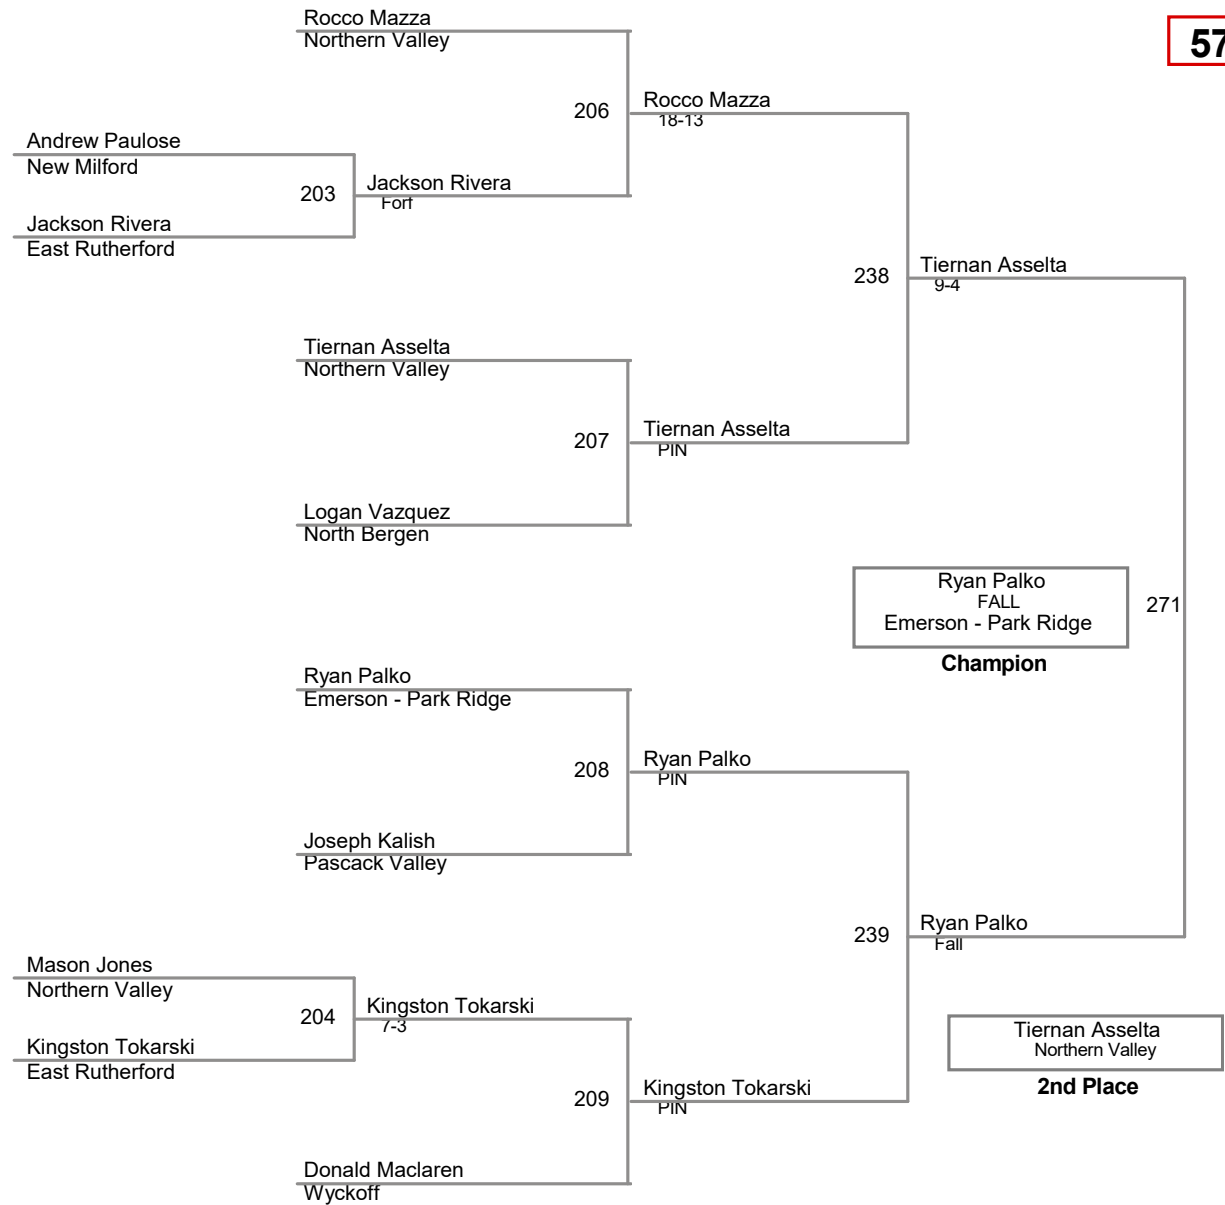 Rocco Mazza
Northern Valley
57
206
Rocco Mazza
18-13
Andrew Paulose
New Milford
203
Jackson Rivera
Forf
Jackson Rivera
East Rutherford
238
Tiernan Asselta
9-4
Tiernan Asselta
Northern Valley
207
Tiernan Asselta
PIN
Logan Vazquez
North Bergen
Ryan Palko
FALL
Emerson - Park Ridge
271
Champion
Ryan Palko
Emerson - Park Ridge
208
Ryan Palko
PIN
Joseph Kalish
Pascack Valley
239
Ryan Palko
Fall
Mason Jones
Northern Valley
204
Kingston Tokarski
7-3
Kingston Tokarski
East Rutherford
Tiernan Asselta
Northern Valley
2nd Place
209
Kingston Tokarski
PIN
Donald Maclaren
Wyckoff